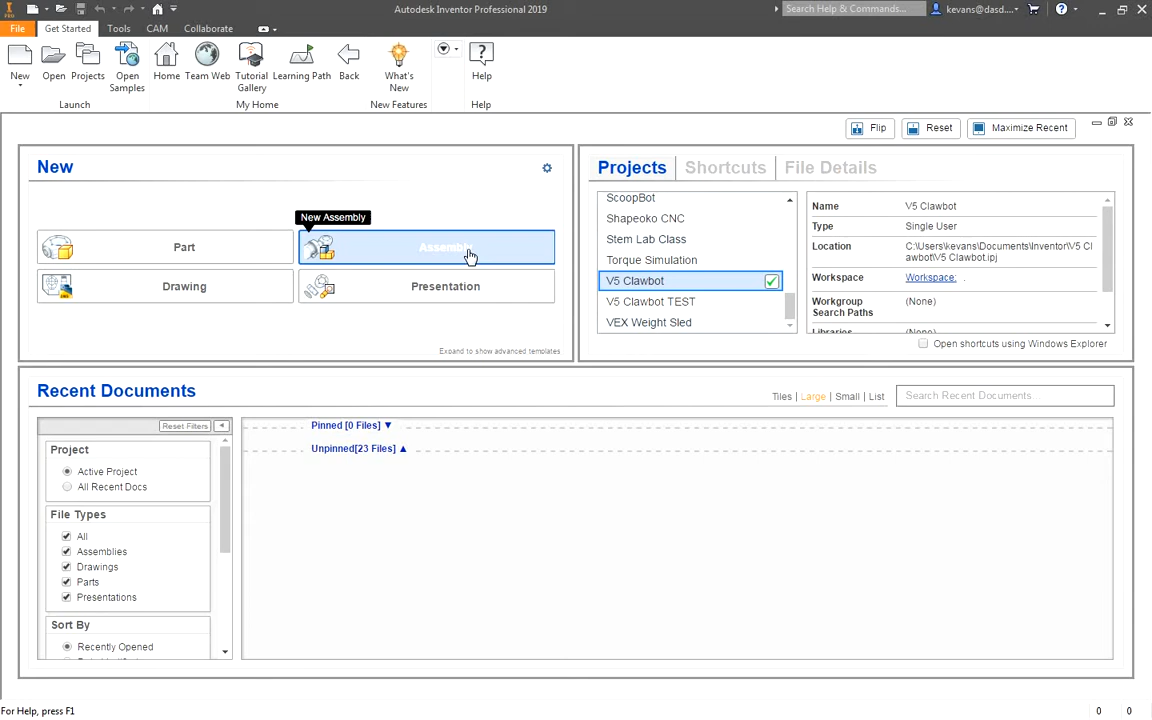 Autodesk Inventor Professional 2019
Search Help & Commands...
kevans@dasd....
File
Get Started
Tools
CAM
Collaborate
New
Open
Projects
Open Samples
Home
Team Web
Tutorial Gallery
Learning Path
Back
What's New
Help
Launch
My Home
New Features
Help
Flip
Reset
Maximize Recent
New
New Assembly
Part
Assembly
Drawing
Presentation
Expand to show advanced templates
Projects
Shortcuts
File Details
ScoopBot
Shapeoko CNC
Stem Lab Class
Torque Simulation
V5 Clawbot
V5 Clawbot TEST
VEX Weight Sled
Name V5 Clawbot
Type Single User
Location C:\Users\kevans\Documents\Inventor\V5 Cl
awbot\V5 Clawbot.ipj
Workspace Workspace: .
Workgroup (None)
Search Paths
Libraries (None)
Open shortcuts using Windows Explorer
Recent Documents
Tiles | Large | Small | List
Search Recent Documents...
Reset Filters
Project
Active Project
All Recent Docs
File Types
All
Assemblies
Drawings
Parts
Presentations
Sort By
Recently Opened
Pinned [0 Files]
Unpinned[23 Files]
For Help, press F1
0 0